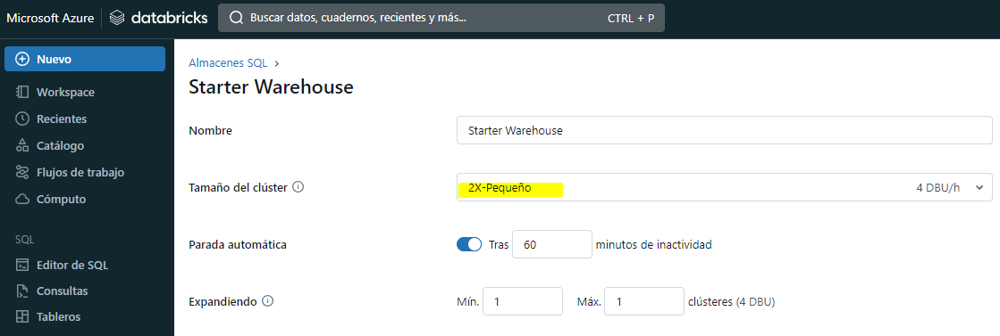 Microsoft Azure databricks Buscar datos, cuadernos, recientes y más... CTRL + P
Nuevo
Workspace
Recientes
Catálogo
Flujos de trabajo
Cómputo
SQL
Editor de SQL
Consultas
Tableros
Almacenes SQL
Starter Warehouse
Nombre Starter Warehouse
Tamaño del clúster 2X-Pequeño 4 DBU/h
Parada automática Tras 60 minutos de inactividad
Expandiendo Mín. 1 Máx. 1 clústeres (4 DBU)